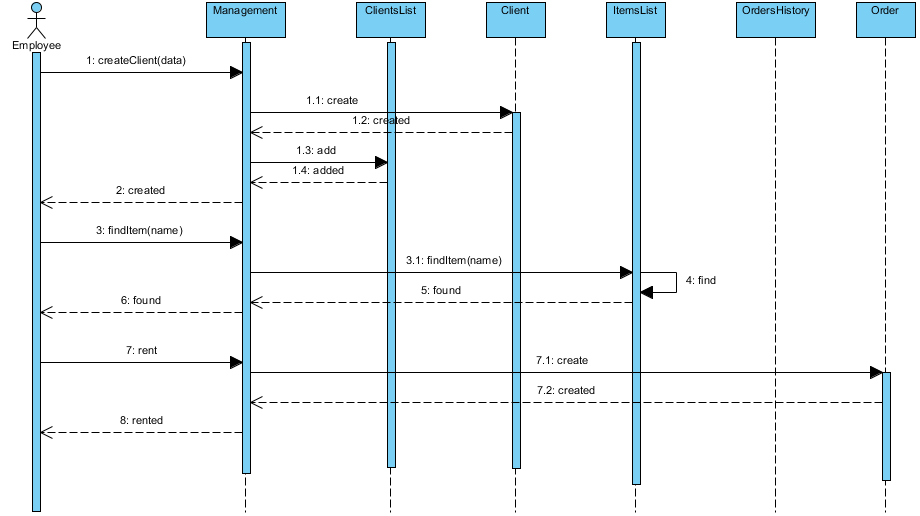 Management
ClientsList
Client
ItemsList
OrdersHistory
Order
Employee
1: createClient(data)
1.1: create
1.2: created
1.3: add
1.4: added
2: created
3: findItem(name)
3.1: findItem(name)
4: find
5: found
6: found
7: rent
7.1: create
7.2: created
8: rented